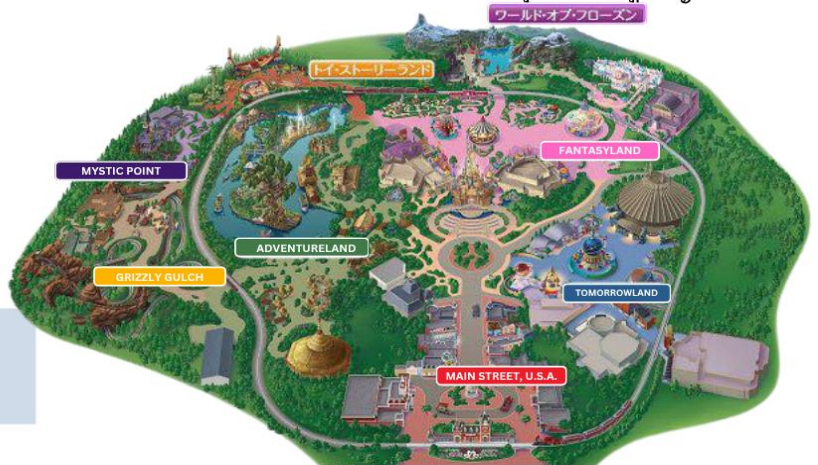 ワールド・オブ・フローズン
トイ・ストーリーランド
FANTASYLAND
MYSTIC POINT
ADVENTURELAND
GRIZZLY GULCH
TOMORROWLAND
MAIN STREET, U.S.A.